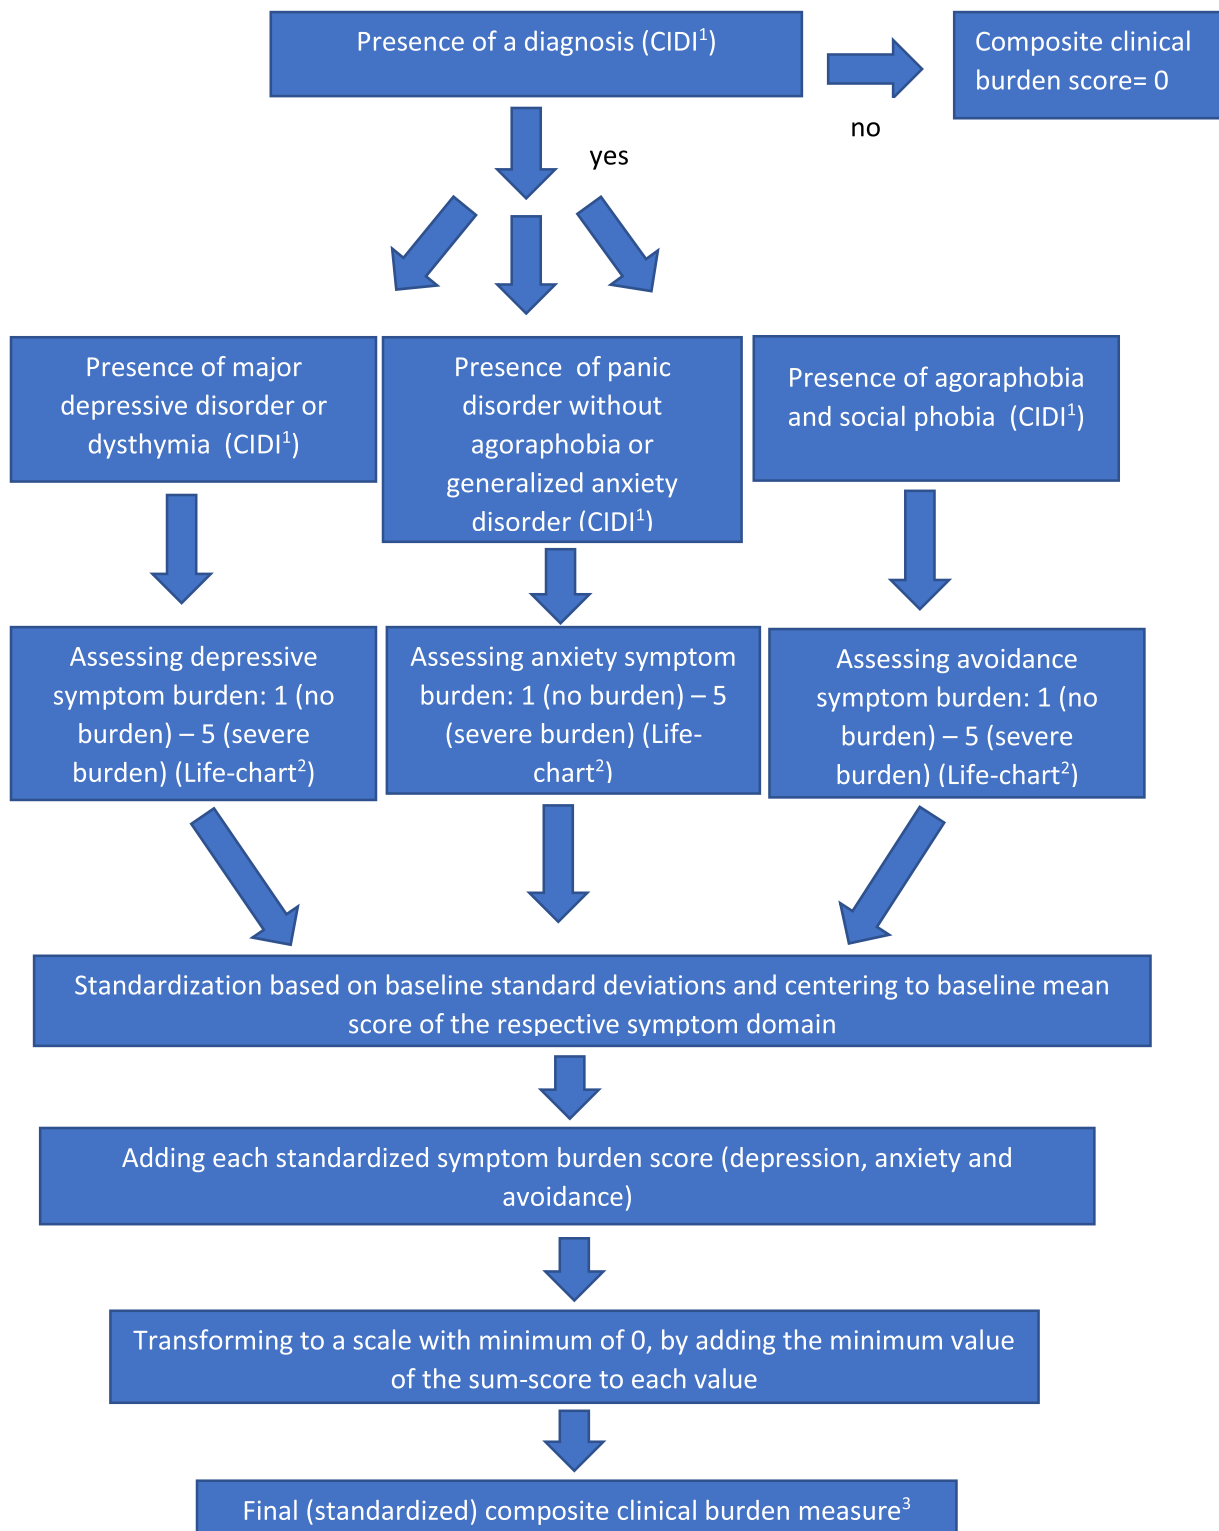 Presence of a diagnosis (CIDI¹)
Composite clinical
burden score= 0
no
yes
Presence of major
depressive disorder or
dysthymia (CIDI¹)
Presence of panic
disorder without
agoraphobia or
generalized anxiety
disorder (CIDI¹)
Presence of agoraphobia
and social phobia (CIDI¹)
Assessing depressive
symptom burden: 1 (no
burden) – 5 (severe
burden) (Life-chart²)
Assessing anxiety symptom
burden: 1 (no burden) – 5
(severe burden) (Life-
chart²)
Assessing avoidance
symptom burden: 1 (no
burden) – 5 (severe
burden) (Life-chart²)
Standardization based on baseline standard deviations and centering to baseline mean
score of the respective symptom domain
Adding each standardized symptom burden score (depression, anxiety and
avoidance)
Transforming to a scale with minimum of 0, by adding the minimum value
of the sum-score to each value
Final (standardized) composite clinical burden measure³